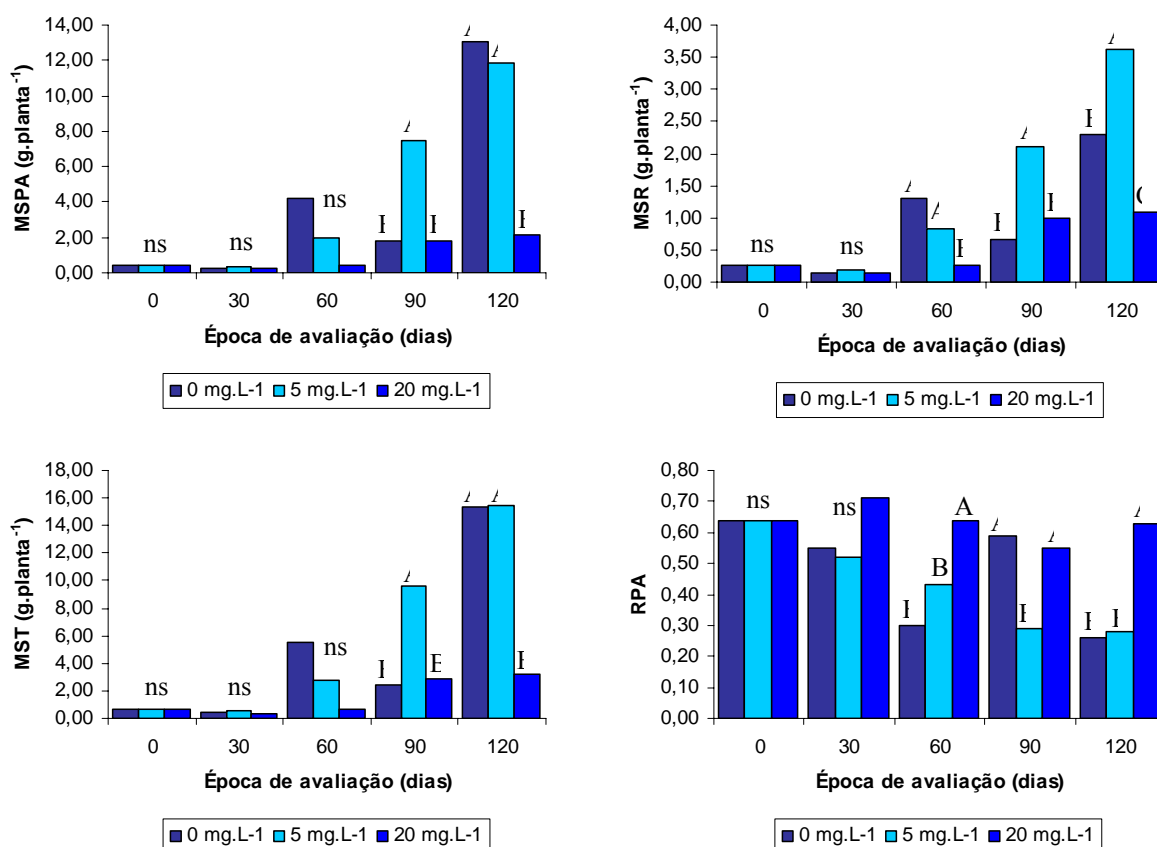 MSPA (g.planta-1)
14,00
12,00
10,00
8,00
6,00
4,00
2,00
0,00
ns
ns
ns
0 30 60 90 120
Época de avaliação (dias)
0 mg.L-1 5 mg.L-1 20 mg.L-1
MSR (g.planta-1)
4,00
3,50
3,00
2,50
2,00
1,50
1,00
0,50
0,00
ns
ns
0 30 60 90 120
Época de avaliação (dias)
0 mg.L-1 5 mg.L-1 20 mg.L-1
MST (g.planta-1)
18,00
16,00
14,00
12,00
10,00
8,00
6,00
4,00
2,00
0,00
ns
ns
ns
0 30 60 90 120
Época de avaliação (dias)
0 mg.L-1 5 mg.L-1 20 mg.L-1
RPA
0,80
0,70
0,60
0,50
0,40
0,30
0,20
0,10
0,00
ns
ns
A
B
0 30 60 90 120
Época de avaliação (dias)
0 mg.L-1 5 mg.L-1 20 mg.L-1